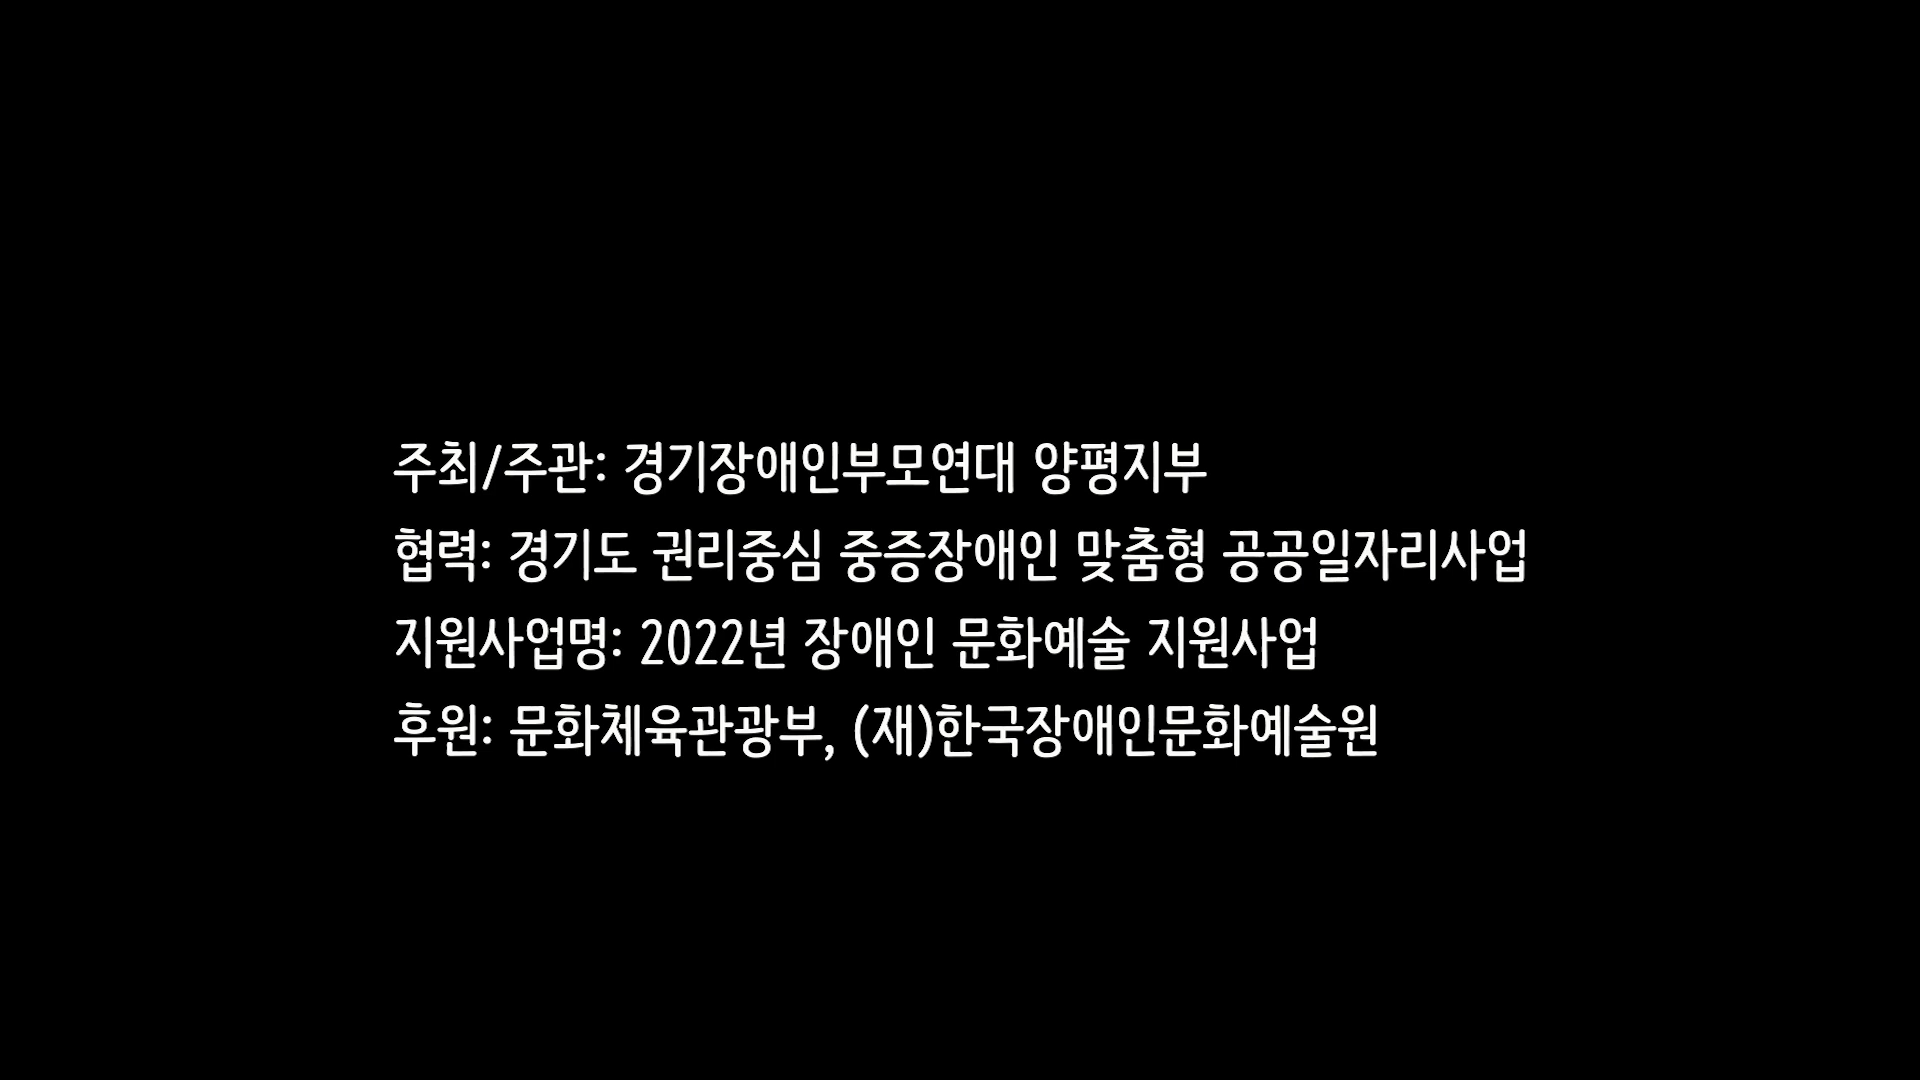 주최/주관: 경기장애인부모연대 양평지부
협력: 경기도 권리중심 중증장애인 맞춤형 공공일자리사업
지원사업명: 2022년 장애인 문화예술 지원사업
후원: 문화체육관광부, (재)한국장애인문화예술원